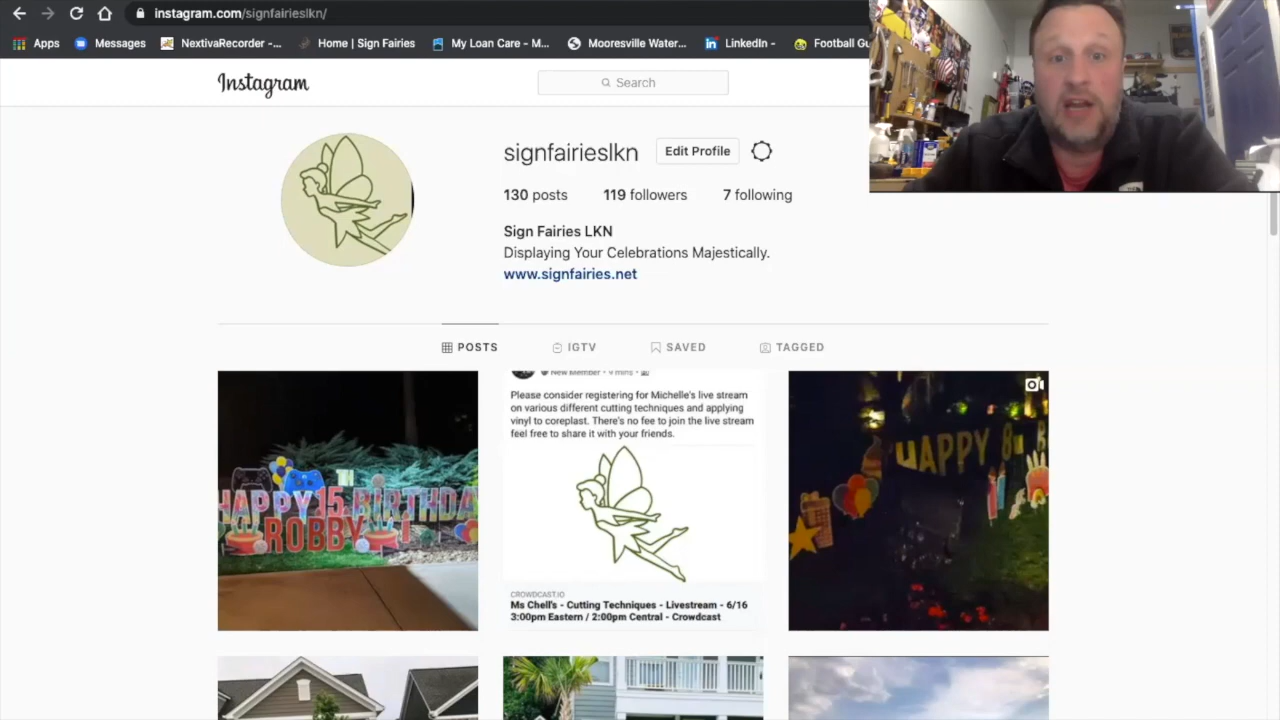 instagram.com/signfairieslkn/
Apps Messages NextivaRecorder -... Home | Sign Fairies My Loan Care - M... Mooresville Water... LinkedIn - Football Gu
Instagram
Search
signfairieslkn Edit Profile
130 posts 119 followers 7 following
Sign Fairies LKN
Displaying Your Celebrations Majestically.
www.signfairies.net
POSTS IGTV SAVED TAGGED
New Member • 9 mins •
Please consider registering for Michelle's live stream
on various different cutting techniques and applying
vinyl to coreplast. There's no fee to join the live stream
feel free to share it with your friends.
CROWDCAST.IO
Ms Chell's - Cutting Techniques - Livestream - 6/16
3:00pm Eastern / 2:00pm Central - Crowdcast
HAPPY 15 BIRTHDA
ROBBY !
HAPPY 8 B